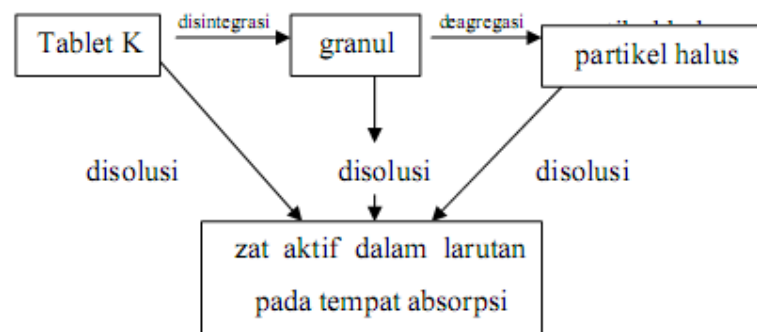 disintegrasi
deagregasi
Tablet K
granul
partikel halus
disolusi
disolusi
disolusi
zat aktif dalam larutan
pada tempat absorpsi